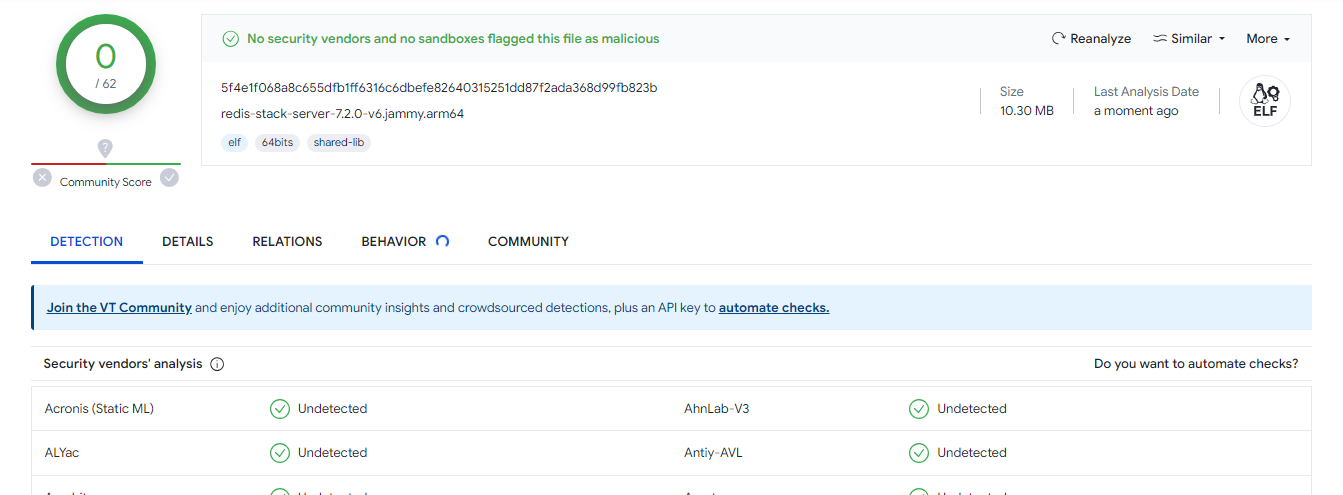 0
/ 62
No security vendors and no sandboxes flagged this file as malicious
Reanalyze
Similar
More
5f4e1f068a8c655dfb1ff6316c6dbefe82640315251dd87f2ada368d99fb823b
redis-stack-server-7.2.0-v6.jammy.arm64
elf 64bits shared-lib
Size
10.30 MB
Last Analysis Date
a moment ago
ELF
?
Community Score
DETECTION DETAILS RELATIONS BEHAVIOR COMMUNITY
Join the VT Community and enjoy additional community insights and crowdsourced detections, plus an API key to automate checks.
Security vendors' analysis
Do you want to automate checks?
Acronis (Static ML) Undetected AhnLab-V3 Undetected
ALYac Undetected Antiy-AVL Undetected